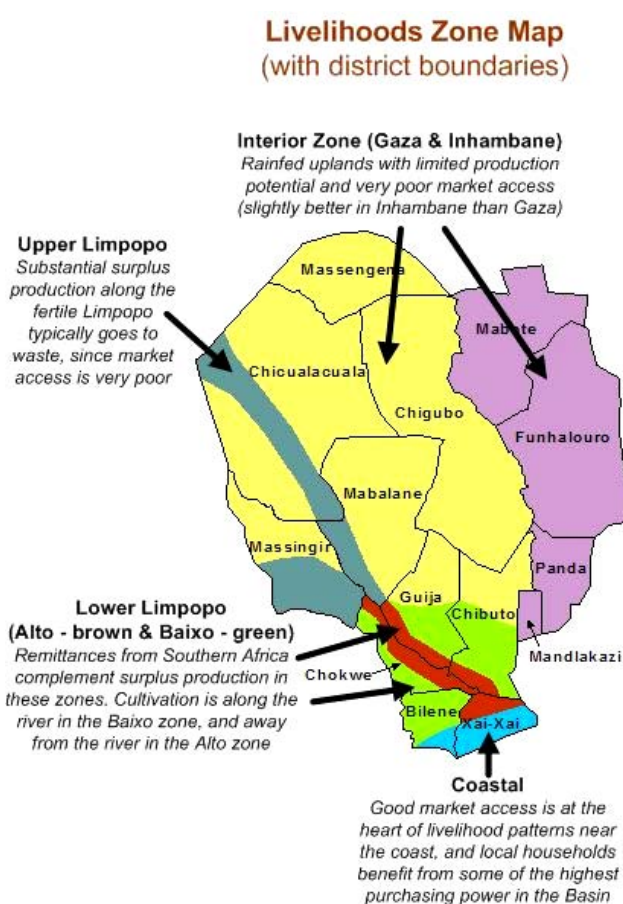 Livelihoods Zone Map
(with district boundaries)
Interior Zone (Gaza & Inhambane)
Rainfed uplands with limited production
potential and very poor market access
(slightly better in Inhambane than Gaza)
Upper Limpopo
Substantial surplus
production along the
fertile Limpopo
typically goes to
waste, since market
access is very poor
Massengena
Mabote
Chicualacuala
Chigubo
Funhalouro
Mabalane
Massingir
Panda
Guija
Chibuto
Mandlakazi
Lower Limpopo
(Alto - brown & Baixo - green)
Remittances from Southern Africa
complement surplus production in
these zones. Cultivation is along the
river in the Baixo zone, and away
from the river in the Alto zone
Chokwe
Bilene
Xai-Xai
Coastal
Good market access is at the
heart of livelihood patterns near
the coast, and local households
benefit from some of the highest
purchasing power in the Basin